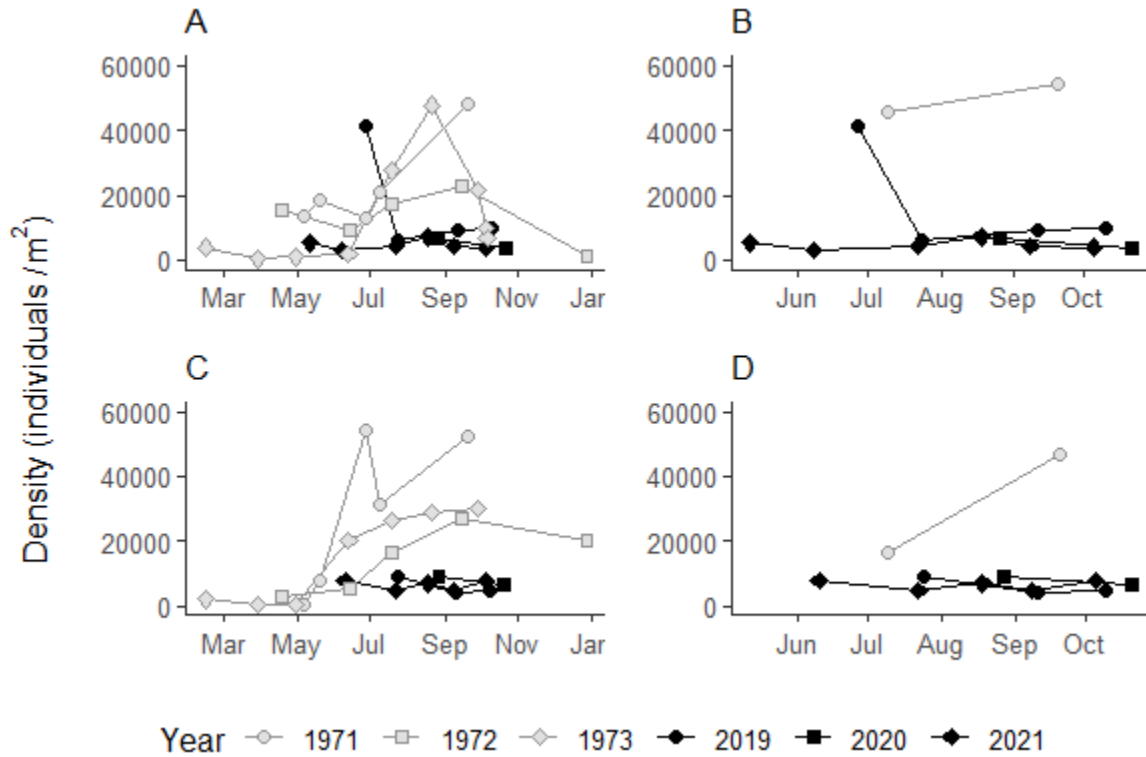 A
B
60000
40000
20000
0
Mar May Jul Sep Nov Jar
60000
40000
20000
0
Jun Jul Aug Sep Oct
C
D
60000
40000
20000
0
Mar May Jul Sep Nov Jar
60000
40000
20000
0
Jun Jul Aug Sep Oct
Density (individuals /m²)
Year 1971 1972 1973 2019 2020 2021